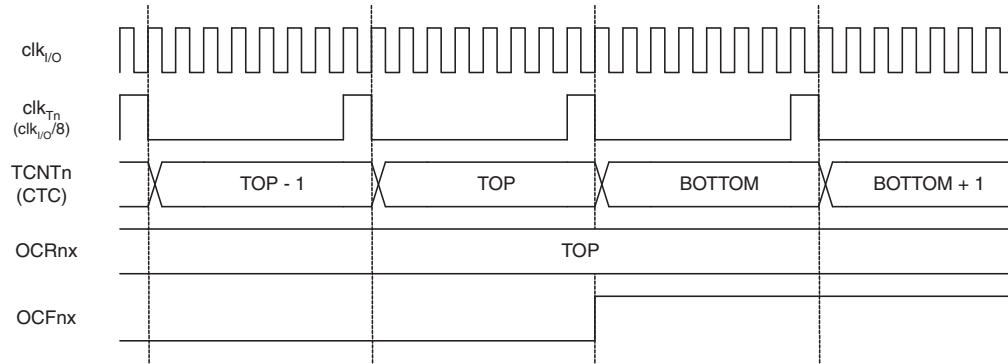 clkI/O
clkTn
(clkI/O/8)
TCNTn
(CTC)
TOP - 1
TOP
BOTTOM
BOTTOM + 1
OCRnx
TOP
OCFnx